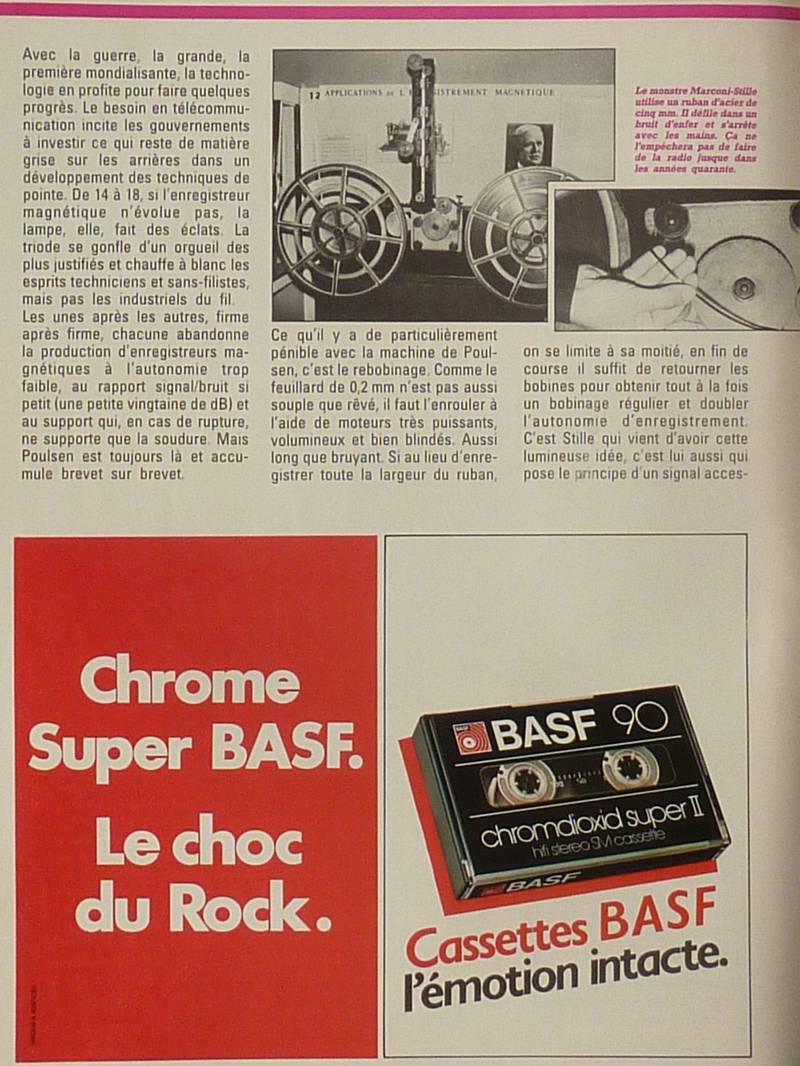 Avec la guerre, la grande, la
première mondialisante, la techno-
logie en profite pour faire quelques
progrès. Le besoin en télécommu-
nication incite les gouvernements
à investir ce qui reste de matière
grise sur les arrières dans un
développement des techniques de
pointe. De 14 à 18, si l'enregistreur
magnétique n'évolue pas, la
lampe, elle, fait des éclats. La
triode se gonfle d'un orgueil des
plus justifiés et chauffe à blanc les
esprits techniciens et sans-filistes,
mais pas les industriels du fil.
Les unes après les autres, firme
après firme, chacune abandonne
la production d'enregistreurs ma-
gnétiques à l'autonomie trop
faible, au rapport signal/bruit si
petit (une petite vingtaine de dB) et
au support qui, en cas de rupture,
ne supporte que la soudure. Mais
Poulsen est toujours là et accu-
mule brevet sur brevet.
12 APPLICATIONS DE L'ENREGISTREMENT MAGNETIQUE
Le monstre Marconi-Stille
utilise un ruban d'acier de
cinq mm. Il défile dans un
bruit d'enfer et s'arrête
avec les mains. Ça ne
l'empêchera pas de faire
de la radio jusque dans
les années quarante.
Ce qu'il y a de particulièrement
pénible avec la machine de Poul-
sen, c'est le rebobinage. Comme le
feuillard de 0,2 mm n'est pas aussi
souple que rêvé, il faut l'enrouler à
l'aide de moteurs très puissants,
volumineux et bien blindés. Aussi
long que bruyant. Si au lieu d'enre-
gistrer toute la largeur du ruban,
on se limite à sa moitié, en fin de
course il suffit de retourner les
bobines pour obtenir tout à la fois
un bobinage régulier et doubler
l'autonomie d'enregistrement.
C'est Stille qui vient d'avoir cette
lumineuse idée, c'est lui aussi qui
pose le principe d'un signal acces-
Chrome
Super BASF.
Le choc
du Rock.
BASF
BASF 90
chromdioxid super II
hifi stereo SM cassette
BASF
Cassettes BASF
l'émotion intacte.